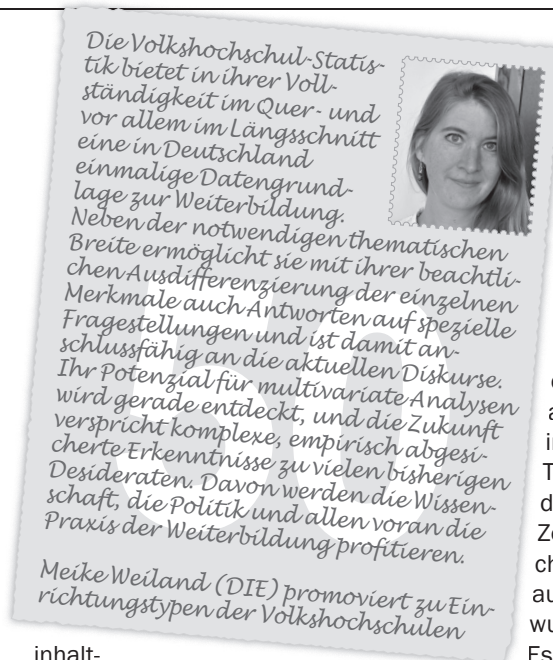 Die Volkshochschul-Statis-
tik bietet in ihrer Voll-
ständigkeit im Quer- und
vor allem im Längsschnitt
eine in Deutschland
einmalige Datengrund-
lage zur Weiterbildung.
Neben der notwendigen thematischen
Breite ermöglicht sie mit ihrer beachtli-
chen Ausdifferenzierung der einzelnen
Merkmale auch Antworten auf spezielle
Fragestellungen und ist damit an-
schlussfähig an die aktuellen Diskurse.
Ihr Potenzial für multivariate Analysen
wird gerade entdeckt, und die Zukunft
verspricht komplexe, empirisch abgesi-
cherte Erkenntnisse zu vielen bisherigen
Desideraten. Davon werden die Wissen-
schaft, die Politik und allen voran die
Praxis der Weiterbildung profitieren.
Meike Weiland (DIE) promoviert zu Ein-
richtungstypen der Volkshochschulen
50
inhalt-
Es